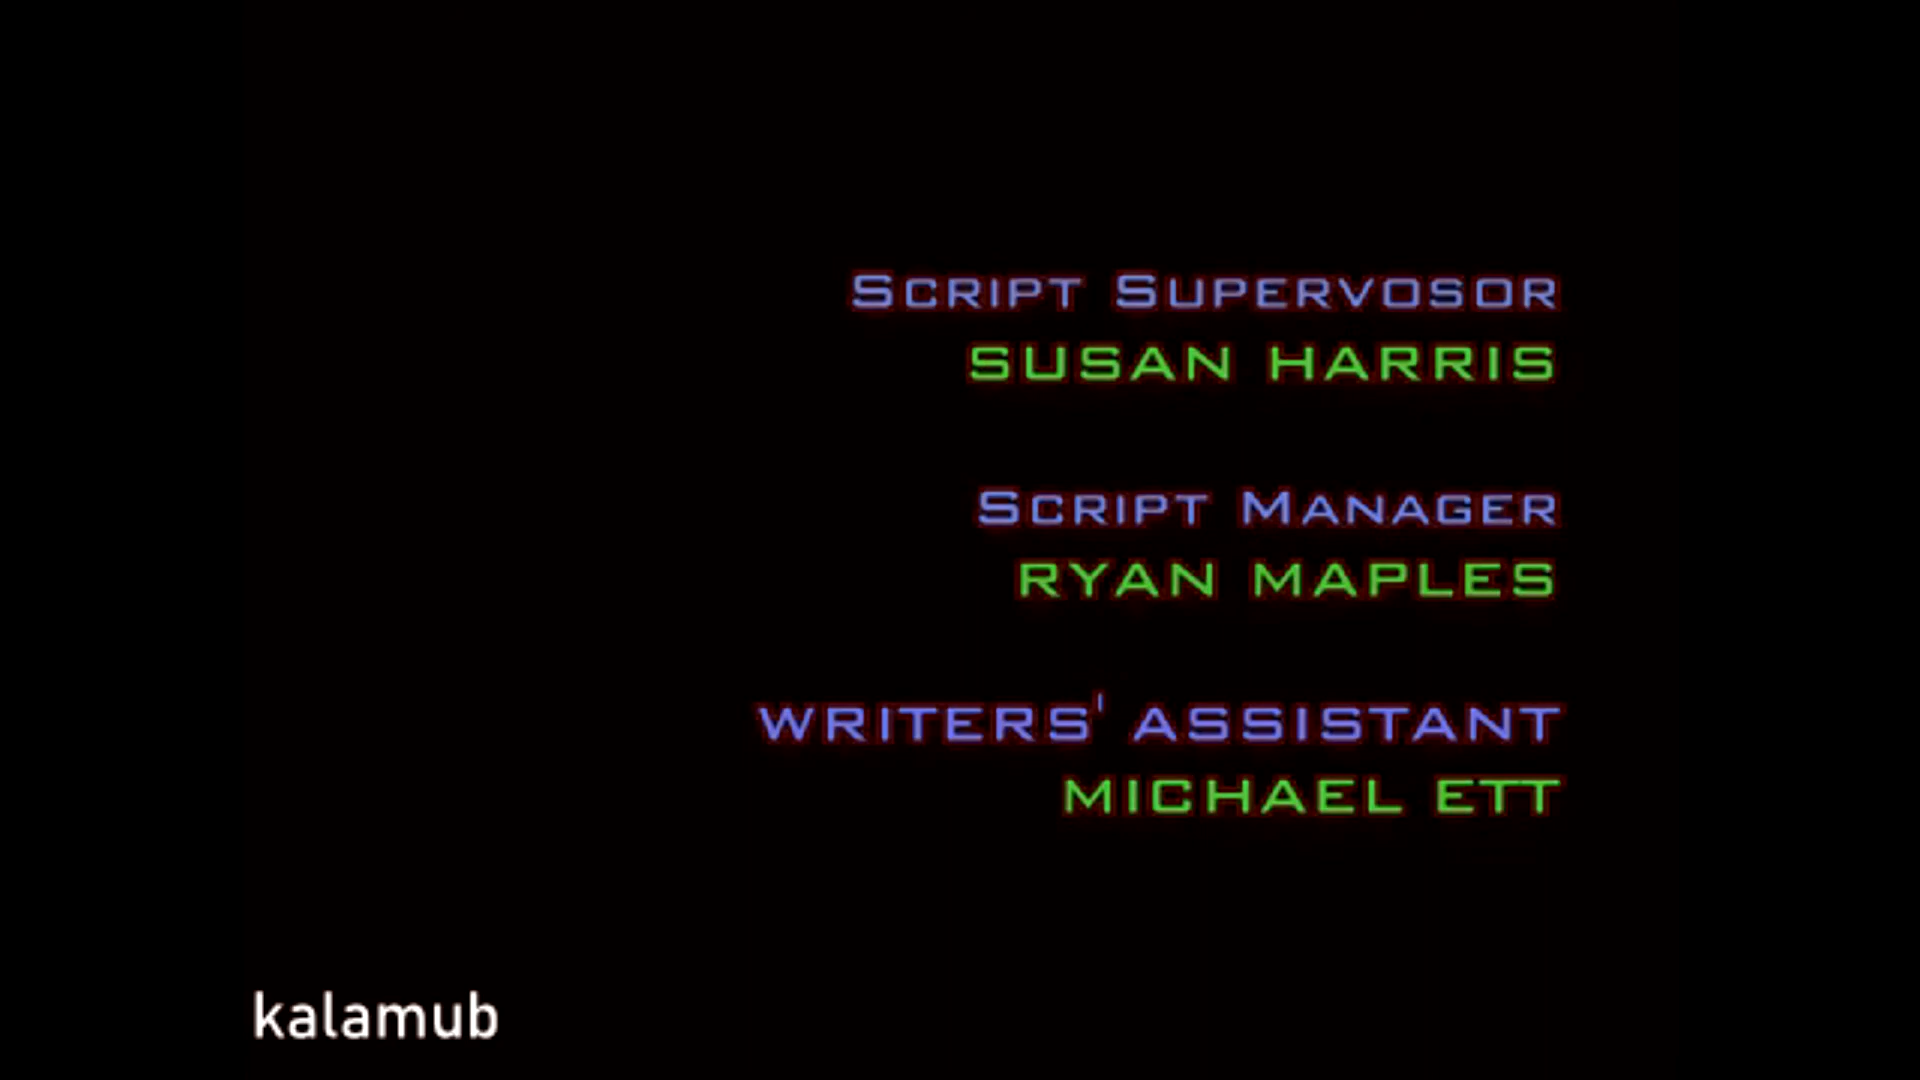 Script Supervosor
SUSAN HARRIS
Script Manager
RYAN MAPLES
WRITERS' ASSISTANT
MICHAEL ETT
kalamub